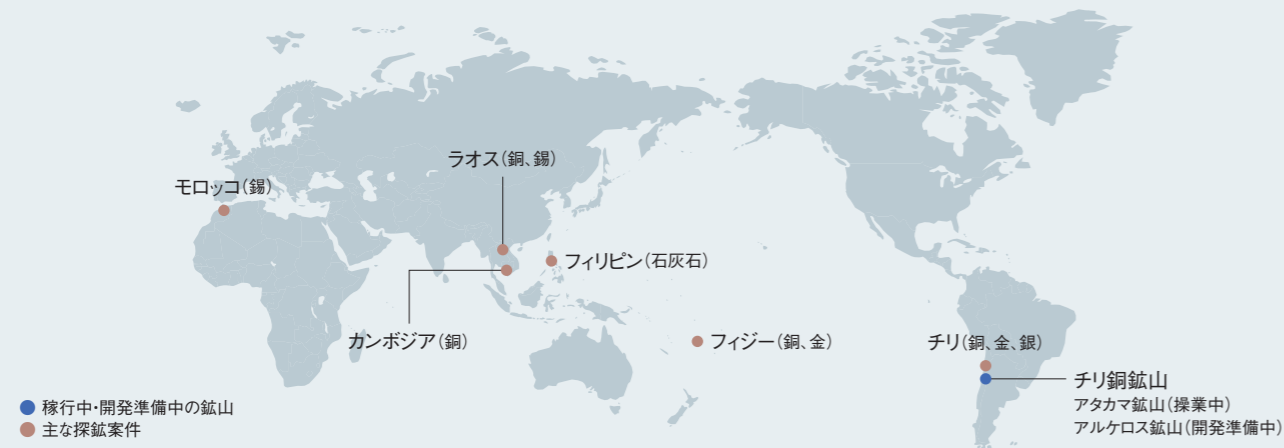 ラオス（銅、錫）
モロッコ（錫）
フィリピン（石灰石）
カンボジア（銅）
フィジー（銅、金）
チリ（銅、金、銀）
チリ銅鉱山
アタカマ鉱山（操業中）
アルケロス鉱山（開発準備中）
稼行中・開発準備中の鉱山
主な探鉱案件